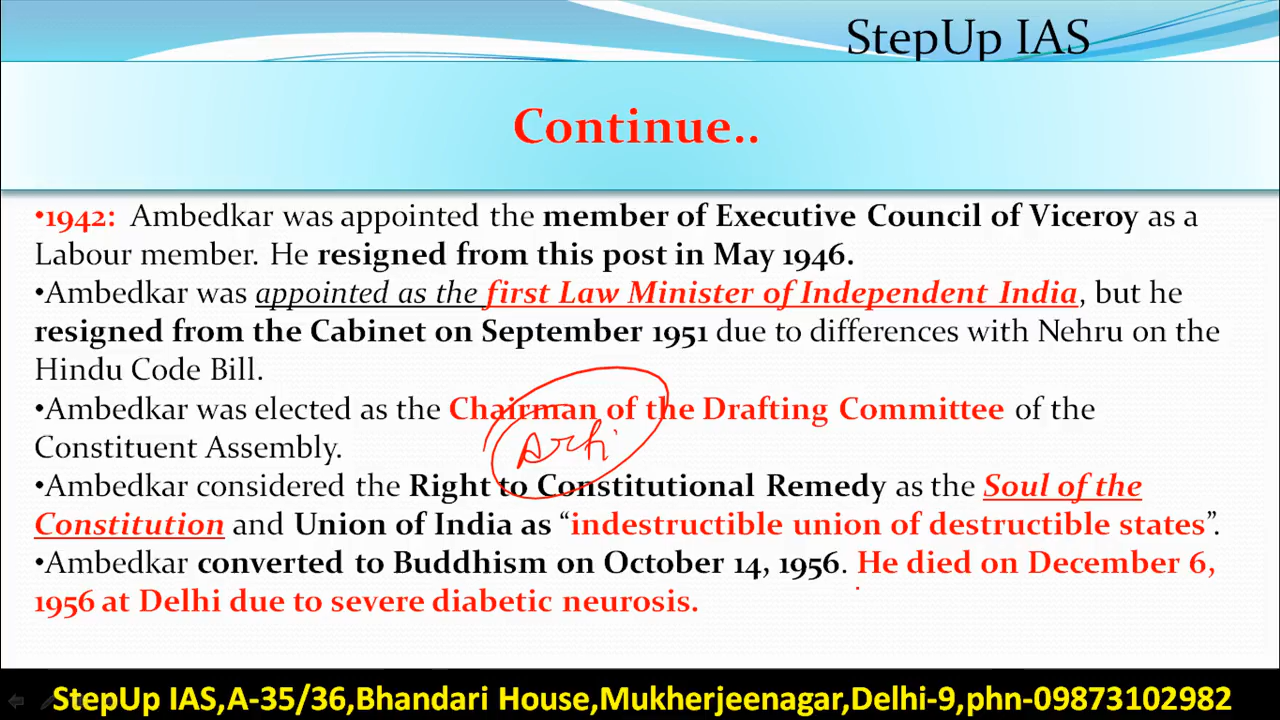 StepUp IAS
Continue..
•1942: Ambedkar was appointed the member of Executive Council of Viceroy as a
Labour member. He resigned from this post in May 1946.
•Ambedkar was appointed as the first Law Minister of Independent India, but he
resigned from the Cabinet on September 1951 due to differences with Nehru on the
Hindu Code Bill.
•Ambedkar was elected as the Chairman of the Drafting Committee of the
Constituent Assembly.
•Ambedkar considered the Right to Constitutional Remedy as the Soul of the
Constitution and Union of India as “indestructible union of destructible states”.
•Ambedkar converted to Buddhism on October 14, 1956. He died on December 6,
1956 at Delhi due to severe diabetic neurosis.
StepUp IAS,A-35/36,Bhandari House,Mukherjeenagar,Delhi-9,phn-09873102982